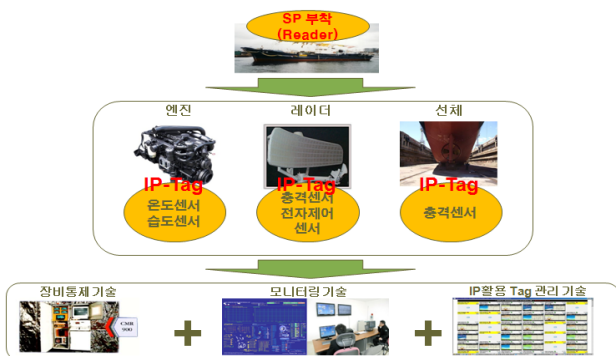 SP 부착
(Reader)
엔진
레이더
선체
IP-Tag
IP-Tag
IP-Tag
온도센서
습도센서
충격센서
전자제어
센서
충격센서
장비통제 기술
모니터링 기술
IP활용 Tag 관리 기술
CMR
900